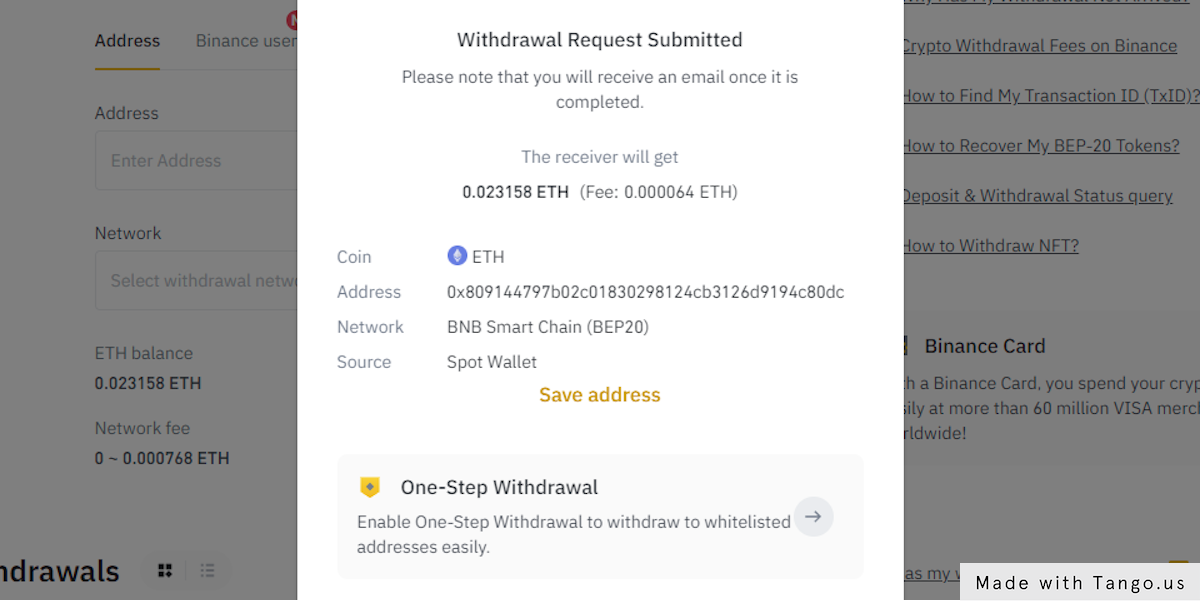 Address
Binance user
N
Address
Enter Address
Network
Select withdrawal netwo
ETH balance
0.023158 ETH
Network fee
0 ~ 0.000768 ETH
ndrawals
Withdrawal Request Submitted
Please note that you will receive an email once it is
completed.
The receiver will get
0.023158 ETH (Fee: 0.000064 ETH)
Coin ETH
Address 0x809144797b02c01830298124cb3126d9194c80dc
Network BNB Smart Chain (BEP20)
Source Spot Wallet
Save address
One-Step Withdrawal
Enable One-Step Withdrawal to withdraw to whitelisted
addresses easily.
Crypto Withdrawal Fees on Binance
How to Find My Transaction ID (TxID)?
How to Recover My BEP-20 Tokens?
Deposit & Withdrawal Status query
How to Withdraw NFT?
Binance Card
th a Binance Card, you spend your cryp
sily at more than 60 million VISA merch
rldwide!
as my w
Made with Tango.us